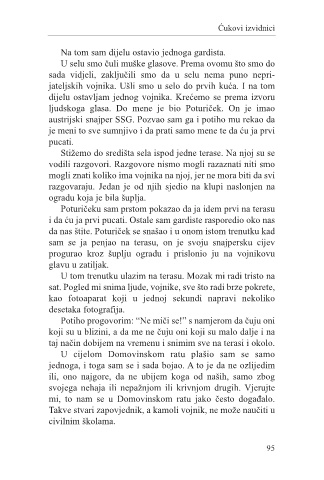 Ćukovi izvidnici
Na tom sam dijelu ostavio jednoga gardista.
U selu smo čuli muške glasove. Prema ovomu što smo do
sada vidjeli, zaključili smo da u selu nema puno nepri-
jateljskih vojnika. Ušli smo u selo do prvih kuća. I na tom
dijelu ostavljam jednog vojnika. Krećemo se prema izvoru
ljudskoga glasa. Do mene je bio Poturiček. On je imao
austrijski snajper SSG. Pozvao sam ga i potiho mu rekao da
je meni to sve sumnjivo i da prati samo mene te da ću ja prvi
pucati.
Stižemo do središta sela ispod jedne terase. Na njoj su se
vodili razgovori. Razgovore nismo mogli razaznati niti smo
mogli znati koliko ima vojnika na njoj, jer ne mora biti da svi
razgovaraju. Jedan je od njih sjedio na klupi naslonjen na
ogradu koja je bila šuplja.
Poturičeku sam prstom pokazao da ja idem prvi na terasu
i da ću ja prvi pucati. Ostale sam gardiste rasporedio oko nas
da nas štite. Poturiček se snašao i u onom istom trenutku kad
sam se ja penjao na terasu, on je svoju snajpersku cijev
progurao kroz šuplju ogradu i prislonio ju na vojnikovu
glavu u zatiljak.
U tom trenutku ulazim na terasu. Mozak mi radi tristo na
sat. Pogled mi snima ljude, vojnike, sve što radi brze pokrete,
kao fotoaparat koji u jednoj sekundi napravi nekoliko
desetaka fotografija.
Potiho progovorim: “Ne miči se!” s namjerom da čuju oni
koji su u blizini, a da me ne čuju oni koji su malo dalje i na
taj način dobijem na vremenu i snimim sve na terasi i okolo.
U cijelom Domovinskom ratu plašio sam se samo
jednoga, i toga sam se i sada bojao. A to je da ne ozlijedim
ili, ono najgore, da ne ubijem koga od naših, samo zbog
svojega nehaja ili nepažnjom ili krivnjom drugih. Vjerujte
mi, to nam se u Domovinskom ratu jako često događalo.
Takve stvari zapovjednik, a kamoli vojnik, ne može naučiti u
civilnim školama.
95